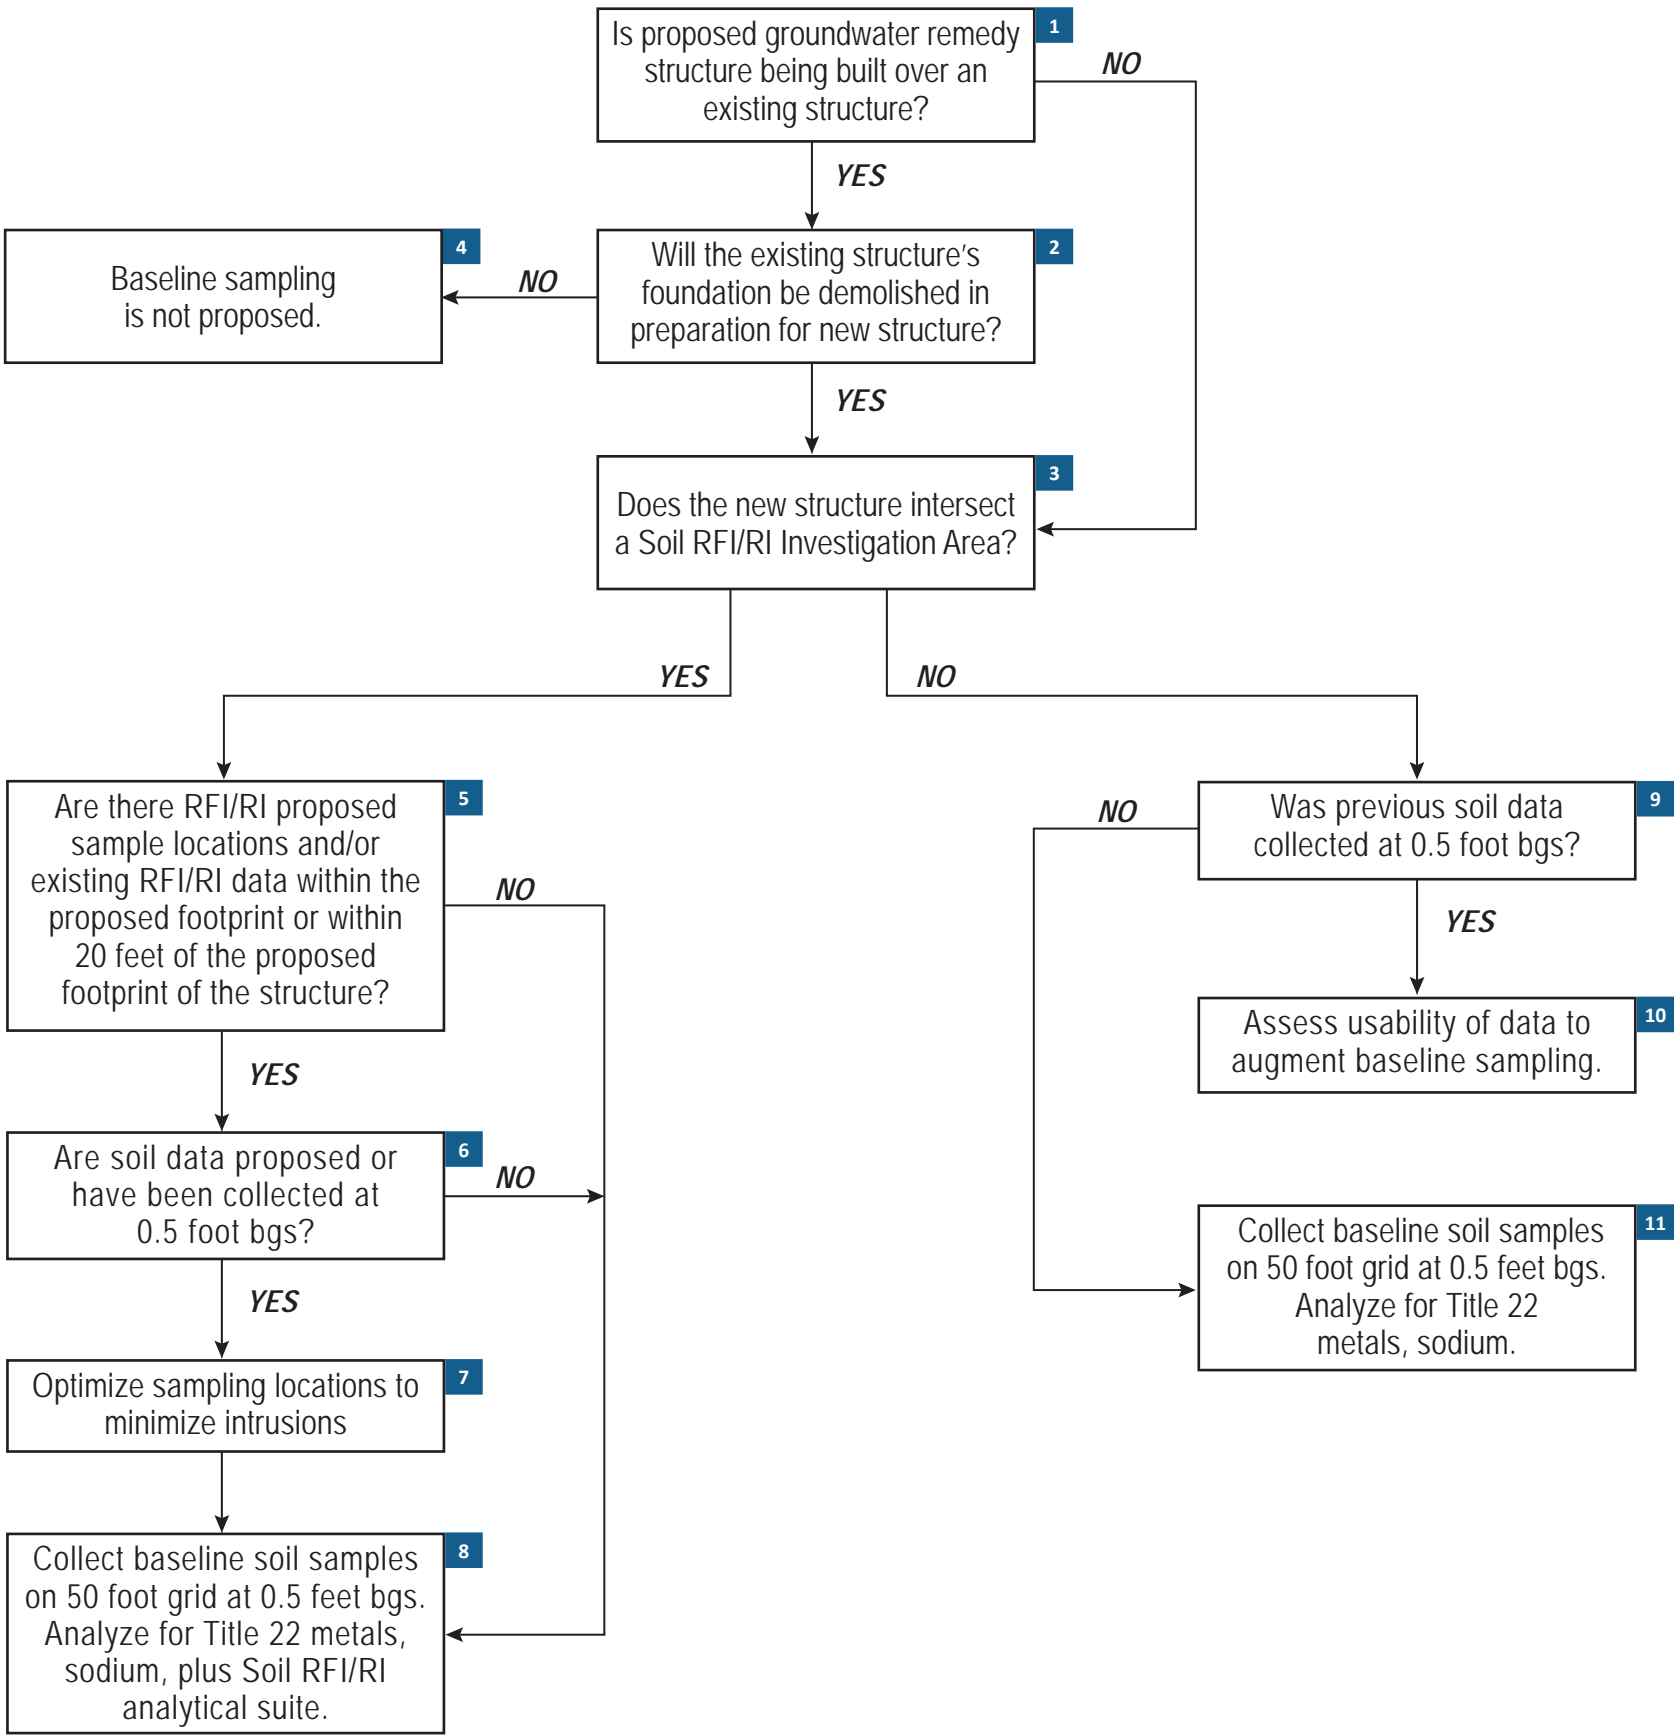 Is proposed groundwater remedy
structure being built over an
existing structure?
1
NO
YES
Baseline sampling
is not proposed.
4
NO
Will the existing structure's
foundation be demolished in
preparation for new structure?
2
YES
Does the new structure intersect
a Soil RFI/RI Investigation Area?
3
YES
NO
Are there RFI/RI proposed
sample locations and/or
existing RFI/RI data within the
proposed footprint or within
20 feet of the proposed
footprint of the structure?
5
NO
YES
Are soil data proposed or
have been collected at
0.5 foot bgs?
6
NO
YES
Optimize sampling locations to
minimize intrusions
7
Collect baseline soil samples
on 50 foot grid at 0.5 feet bgs.
Analyze for Title 22 metals,
sodium, plus Soil RFI/RI
analytical suite.
8
NO
Was previous soil data
collected at 0.5 foot bgs?
9
YES
Assess usability of data to
augment baseline sampling.
10
Collect baseline soil samples
on 50 foot grid at 0.5 feet bgs.
Analyze for Title 22
metals, sodium.
11